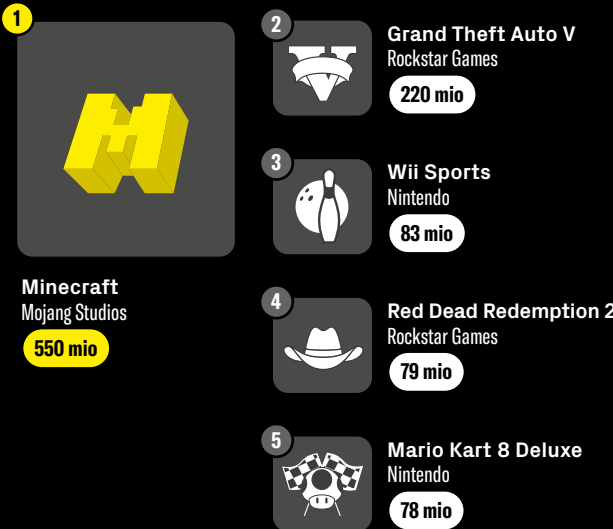 1
Minecraft
Mojang Studios
550 mio
2
Grand Theft Auto V
Rockstar Games
220 mio
3
Wii Sports
Nintendo
83 mio
4
Red Dead Redemption 2
Rockstar Games
79 mio
5
Mario Kart 8 Deluxe
Nintendo
78 mio